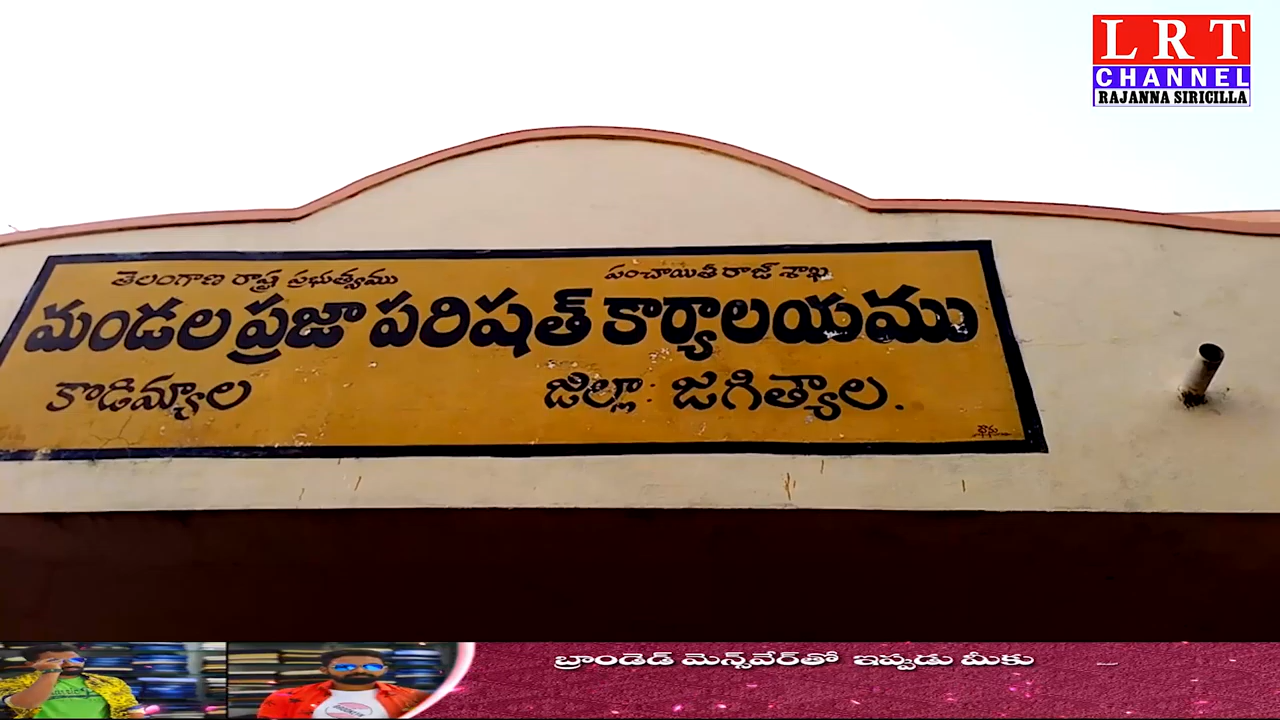 LRT
CHANNEL
RAJANNA SIRICILLA
తెలంగాణ రాష్ట్ర ప్రభుత్వము పంచాయితీ రాజ్ శాఖ
మండల ప్రజా పరిషత్ కార్యాలయము
కొడిమ్యాల జిల్లా: జగిత్యాల.
బ్రాండెడ్ మెన్స్‌వేర్‌తో ఇప్పుడు మీకు